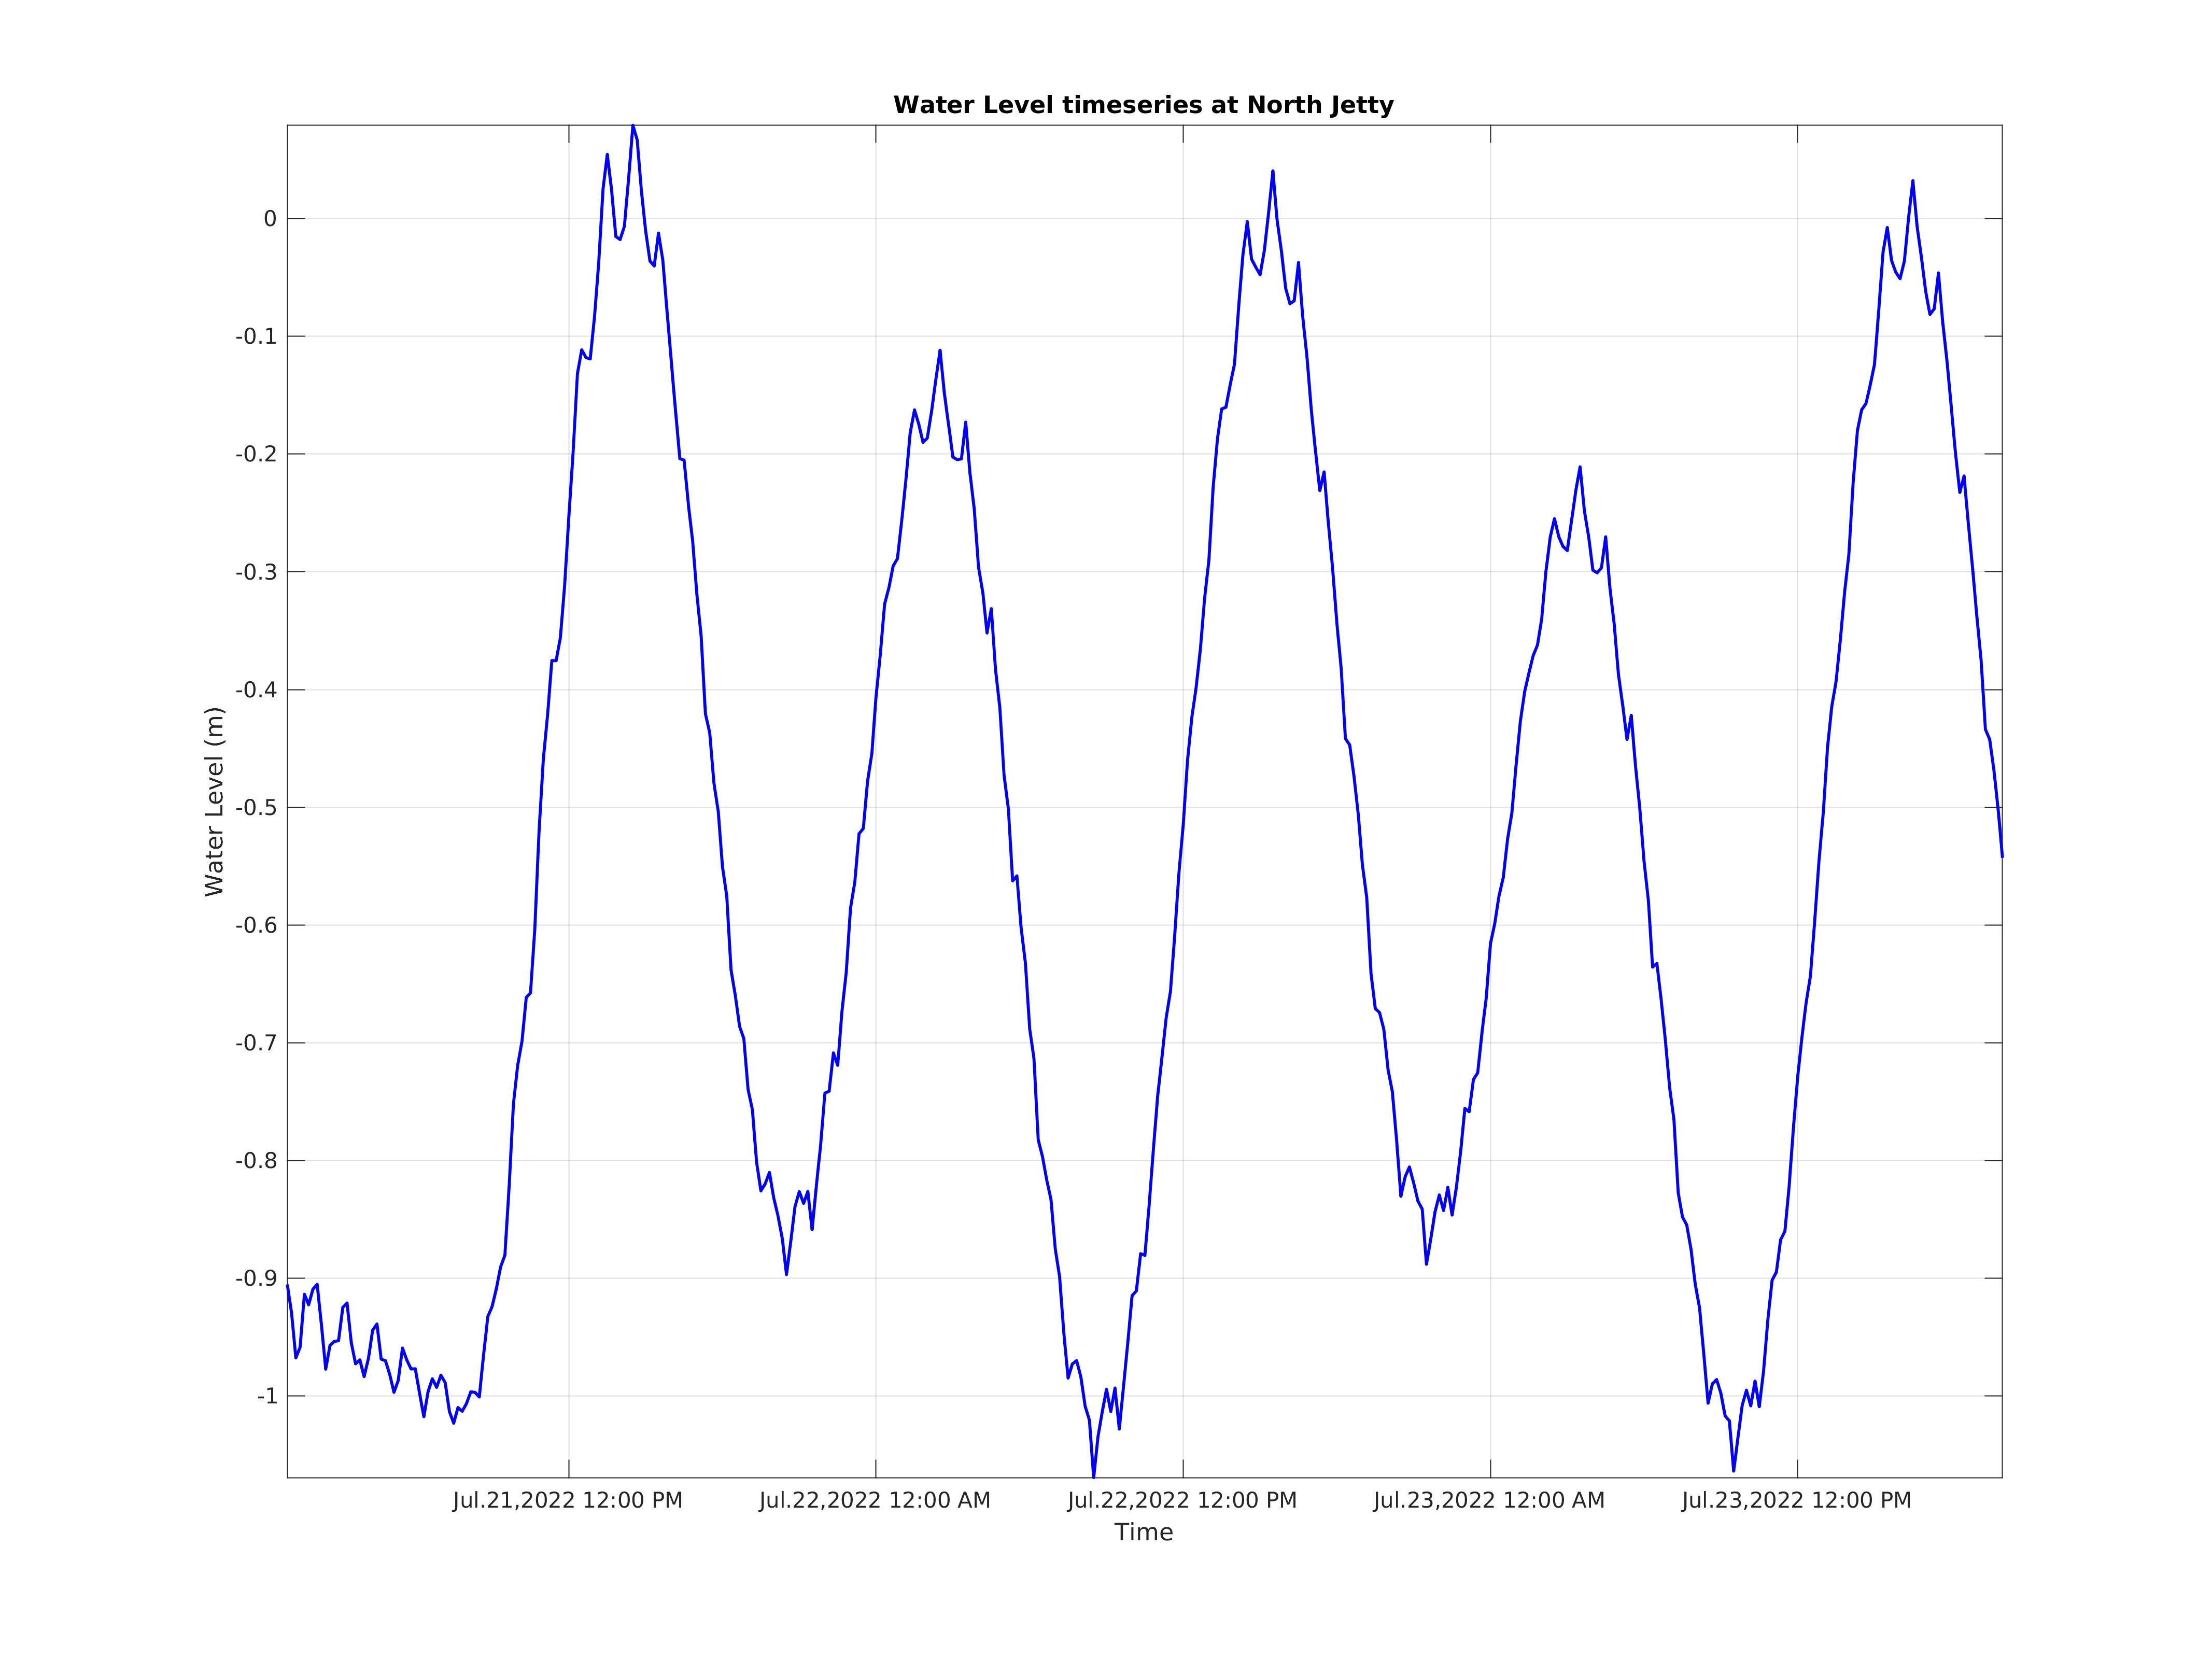 Water Level timeseries at North Jetty
0
-0.1
-0.2
-0.3
-0.4
-0.5
-0.6
-0.7
-0.8
-0.9
-1
Water Level (m)
Jul.21,2022 12:00 PM Jul.22,2022 12:00 AM Jul.22,2022 12:00 PM Jul.23,2022 12:00 AM Jul.23,2022 12:00 PM
Time